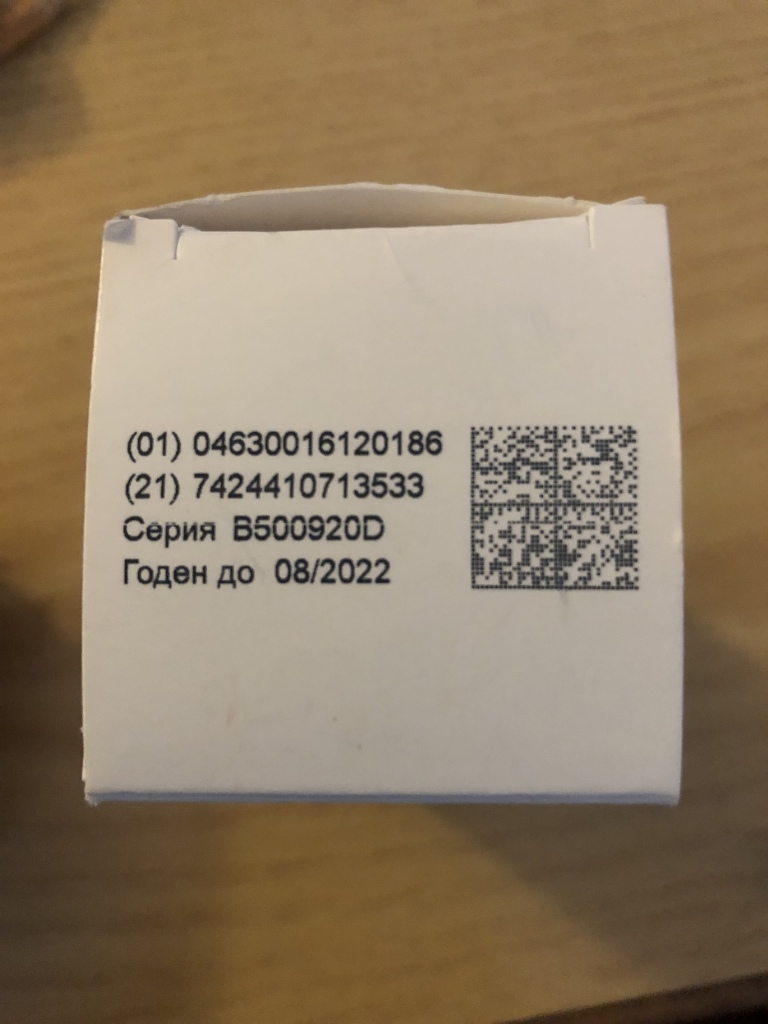 (01) 04630016120186
(21) 7424410713533
Серия B500920D
Годен до 08/2022